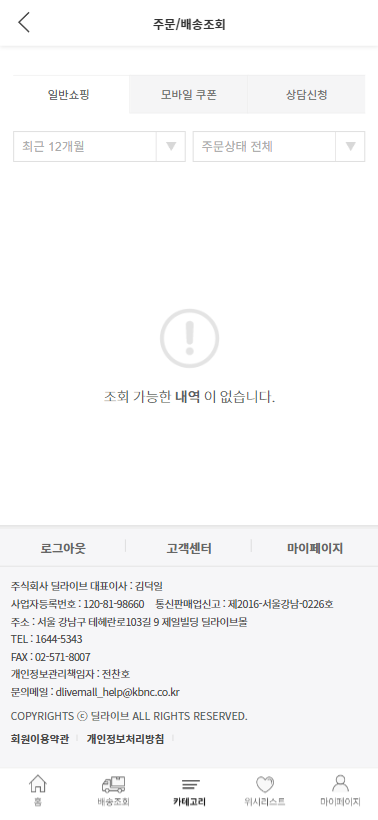 주문/배송조회
일반쇼핑 모바일 쿠폰 상담신청
최근 12개월 주문상태 전체
조회 가능한 내역 이 없습니다.
로그아웃 고객센터 마이페이지
주식회사 딜라이브 대표이사 : 김덕일
사업자등록번호 : 120-81-98660 통신판매업신고 : 제2016-서울강남-0226호
주소 : 서울 강남구 테헤란로103길 9 제일빌딩 딜라이브몰
TEL : 1644-5343
FAX : 02-571-8007
개인정보관리책임자 : 전찬호
문의메일 : dlivemall_help@kbnc.co.kr
COPYRIGHTS ⓒ 딜라이브 ALL RIGHTS RESERVED.
회원이용약관 개인정보처리방침
홈 배송조회 카테고리 위시리스트 마이페이지